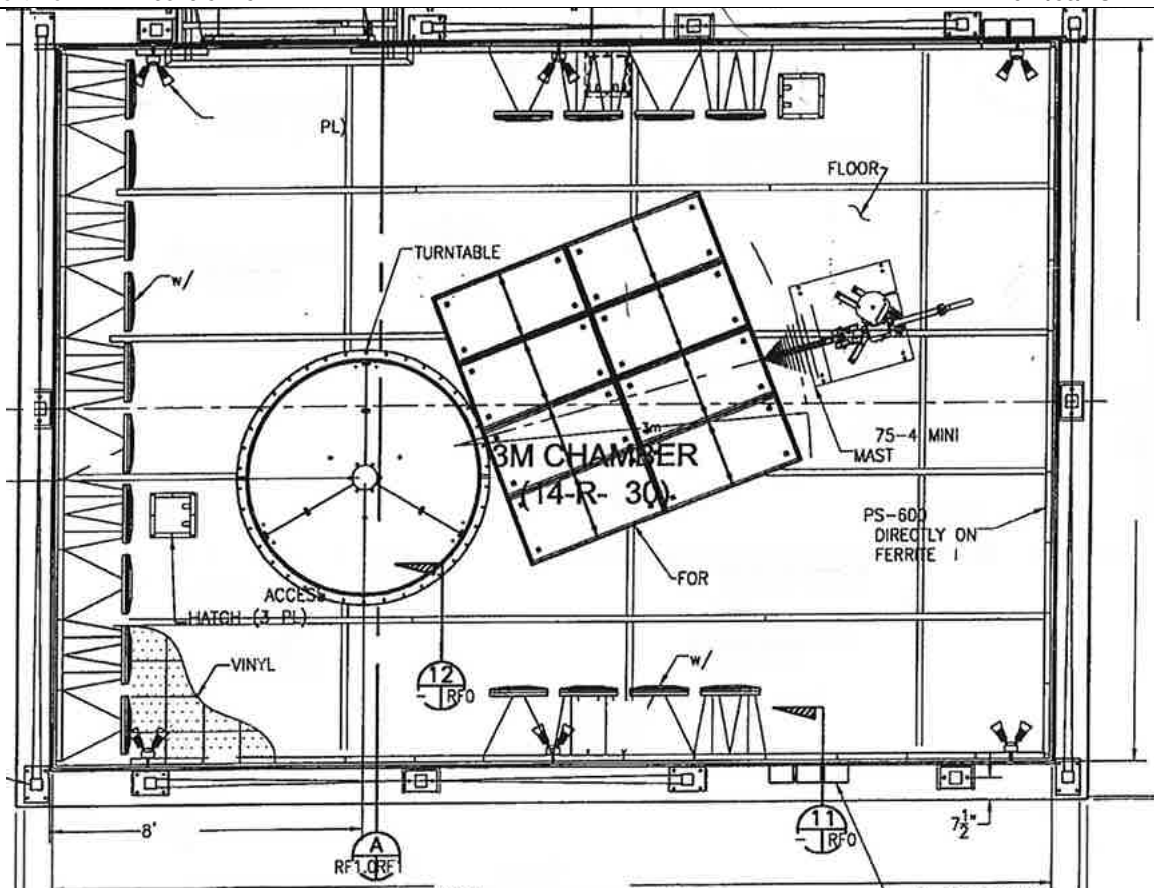 PL)
FLOOR
TURNTABLE
w/
3m
3M CHAMBER
(14-R- 30)
75-4 MINI
MAST
PS-600
DIRECTLY ON
FERRITE
FOR
ACCESS
HATCH (3 PL)
VINYL
w/
12
- RF0
8'
A
RF1
11
- RF0
7½"